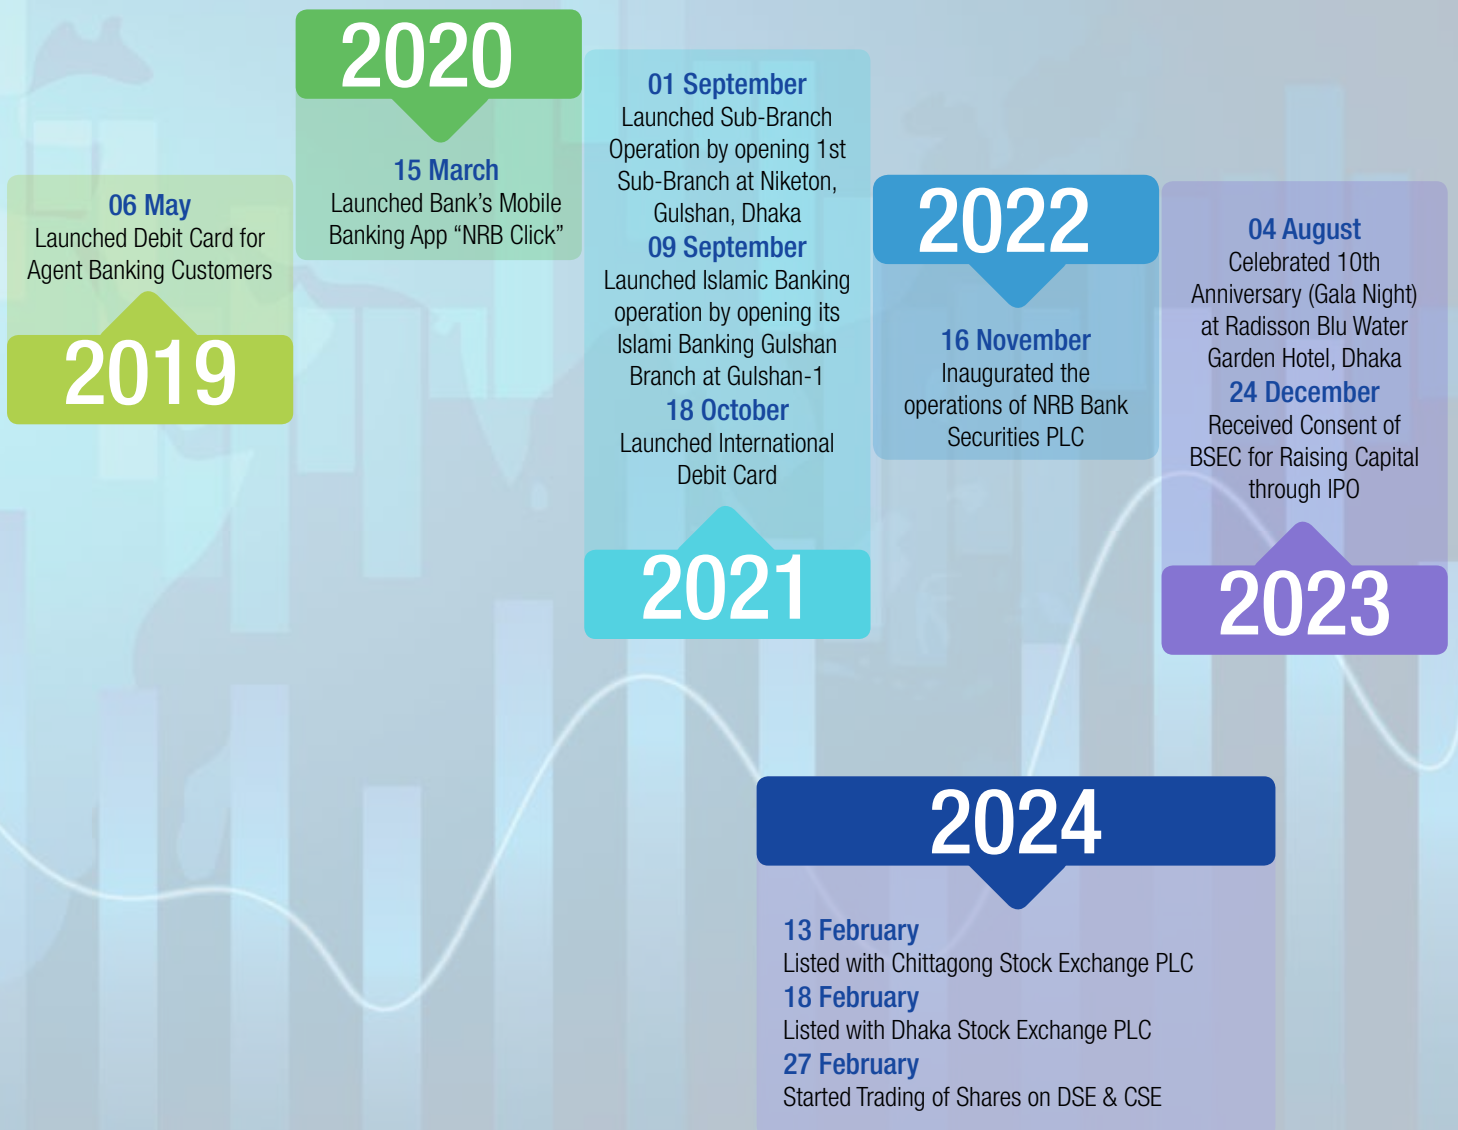 06 May
Launched Debit Card for
Agent Banking Customers
2019
2020
15 March
Launched Bank’s Mobile
Banking App “NRB Click”
01 September
Launched Sub-Branch
Operation by opening 1st
Sub-Branch at Niketon,
Gulshan, Dhaka
09 September
Launched Islamic Banking
operation by opening its
Islami Banking Gulshan
Branch at Gulshan-1
18 October
Launched International
Debit Card
2021
2022
16 November
Inaugurated the
operations of NRB Bank
Securities PLC
04 August
Celebrated 10th
Anniversary (Gala Night)
at Radisson Blu Water
Garden Hotel, Dhaka
24 December
Received Consent of
BSEC for Raising Capital
through IPO
2023
2024
13 February
Listed with Chittagong Stock Exchange PLC
18 February
Listed with Dhaka Stock Exchange PLC
27 February
Started Trading of Shares on DSE & CSE